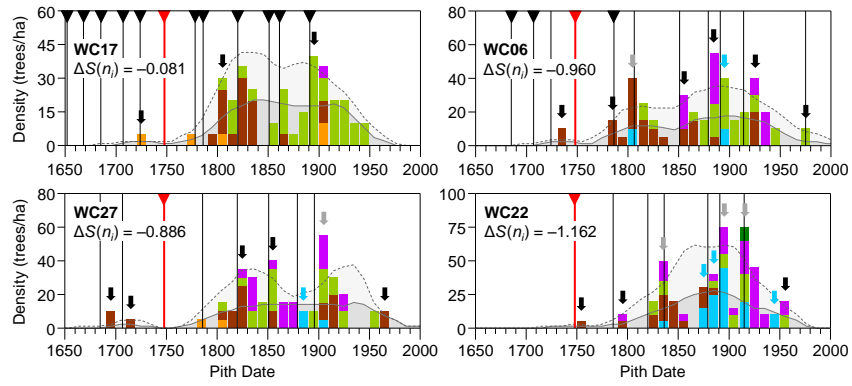 60
45
30
15
0
Density (trees/ha)
WC17
ΔS(nᵢ) = –0.081
1650 1700 1750 1800 1850 1900 1950 2000
80
60
40
20
0
WC06
ΔS(nᵢ) = –0.960
1650 1700 1750 1800 1850 1900 1950 2000
80
60
40
20
0
Density (trees/ha)
WC27
ΔS(nᵢ) = –0.886
1650 1700 1750 1800 1850 1900 1950 2000
Pith Date
100
75
50
25
0
WC22
ΔS(nᵢ) = –1.162
1650 1700 1750 1800 1850 1900 1950 2000
Pith Date